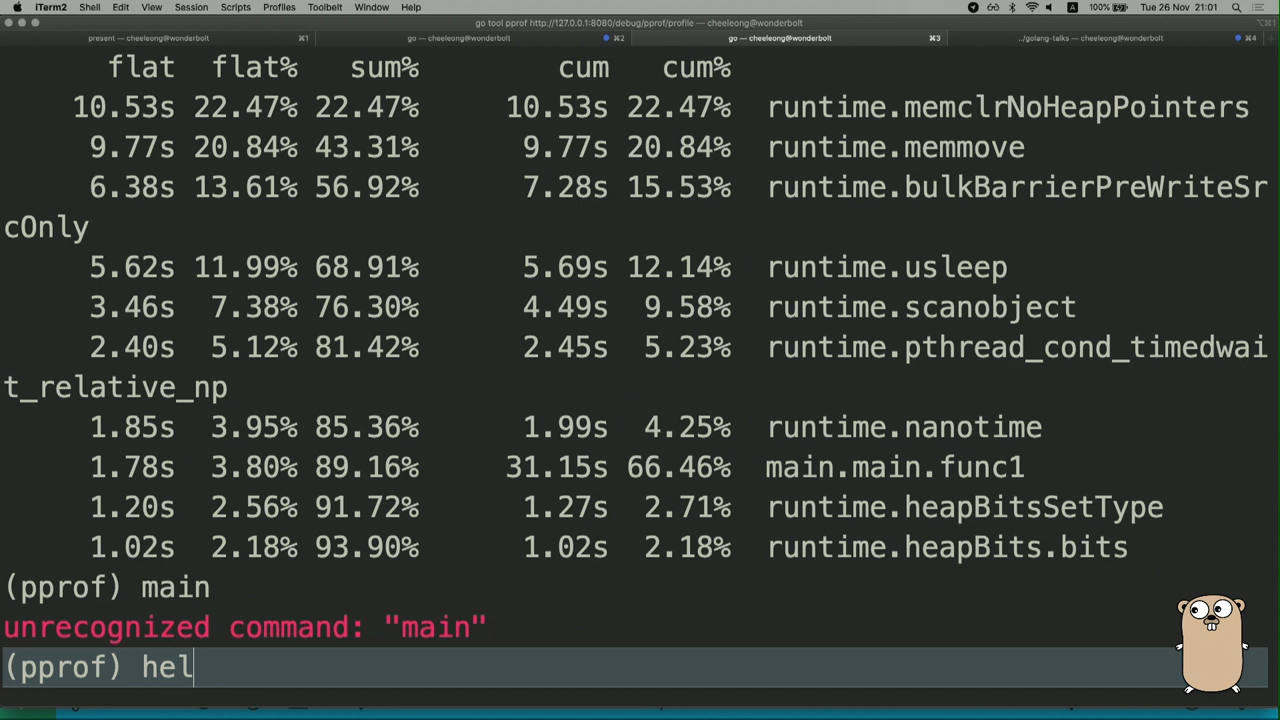 iTerm2 Shell Edit View Session Scripts Profiles Toolbelt Window Help 100% Tue 26 Nov 21:01
go tool pprof http://127.0.0.1:8080/debug/pprof/profile — cheeleong@wonderbolt ⌥⌘1
present — cheeleong@wonderbolt ⌘1 go — cheeleong@wonderbolt ⌘2 go — cheeleong@wonderbolt ⌘3 ../golang-talks — cheeleong@wonderbolt ⌘4
flat flat% sum% cum cum%
10.53s 22.47% 22.47% 10.53s 22.47% runtime.memclrNoHeapPointers
9.77s 20.84% 43.31% 9.77s 20.84% runtime.memmove
6.38s 13.61% 56.92% 7.28s 15.53% runtime.bulkBarrierPreWriteSr
cOnly
5.62s 11.99% 68.91% 5.69s 12.14% runtime.usleep
3.46s 7.38% 76.30% 4.49s 9.58% runtime.scanobject
2.40s 5.12% 81.42% 2.45s 5.23% runtime.pthread_cond_timedwai
t_relative_np
1.85s 3.95% 85.36% 1.99s 4.25% runtime.nanotime
1.78s 3.80% 89.16% 31.15s 66.46% main.main.func1
1.20s 2.56% 91.72% 1.27s 2.71% runtime.heapBitsSetType
1.02s 2.18% 93.90% 1.02s 2.18% runtime.heapBits.bits
(pprof) main
unrecognized command: "main"
(pprof) hel